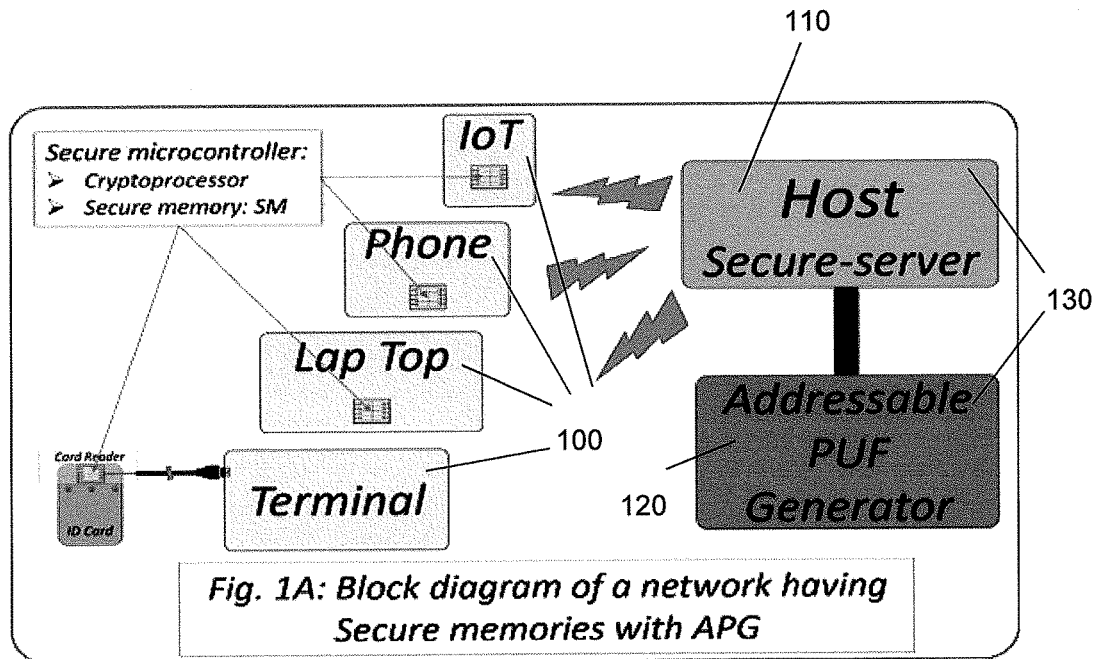 110
IoT
Secure microcontroller:
➢ Cryptoprocessor
➢ Secure memory: SM
Host
Secure-server
Phone
130
Lap Top
Addressable
PUF
Generator
100
120
Card Reader
ID Card
Terminal
Fig. 1A: Block diagram of a network having
Secure memories with APG